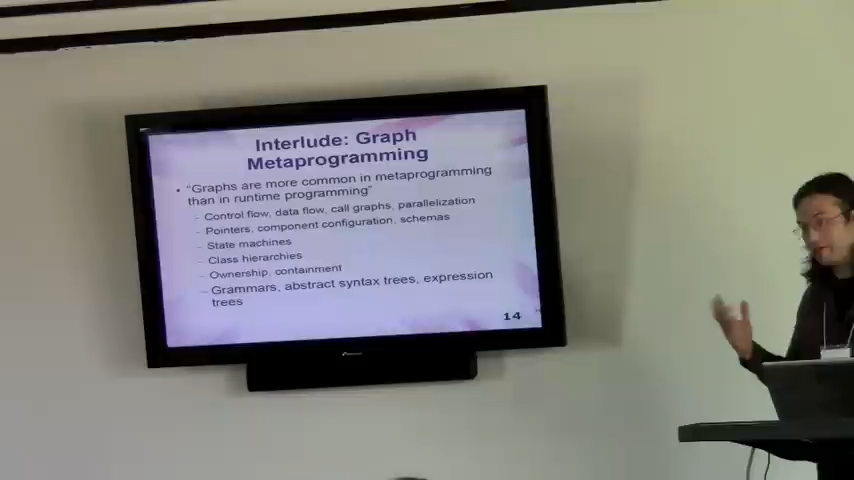 Interlude: Graph
Metaprogramming
• "Graphs are more common in metaprogramming
than in runtime programming"
– Control flow, data flow, call graphs, parallelization
– Pointers, component configuration, schemas
– State machines
– Class hierarchies
– Ownership, containment
– Grammars, abstract syntax trees, expression
trees
14